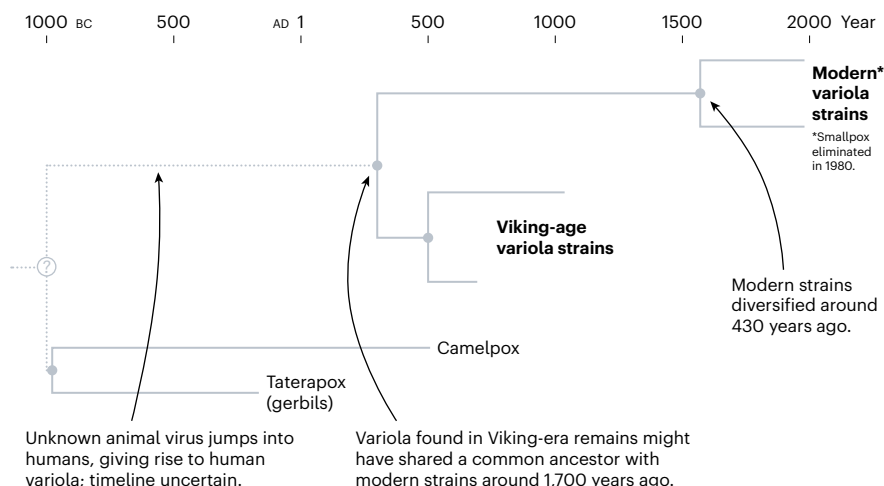 1000 BC 500 AD 1 500 1000 1500 2000 Year
Modern*
variola
strains
*Smallpox
eliminated
in 1980.
Viking-age
variola strains
?
Modern strains
diversified around
430 years ago.
Camelpox
Taterapox
(gerbils)
Unknown animal virus jumps into
humans, giving rise to human
variola; timeline uncertain.
Variola found in Viking-era remains might
have shared a common ancestor with
modern strains around 1,700 years ago.